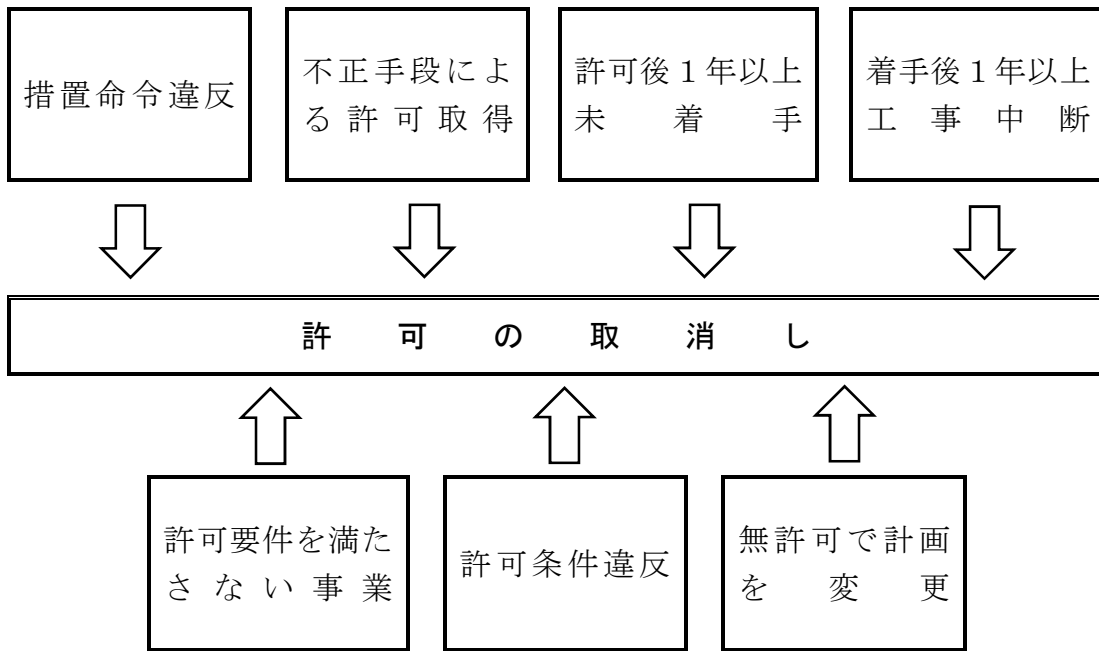 措置命令違反
不正手段によ
る許可取得
許可後１年以上
未着手
着手後１年以上
工事中断
許可の取消し
許可要件を満た
さない事業
許可条件違反
無許可で計画
を変更